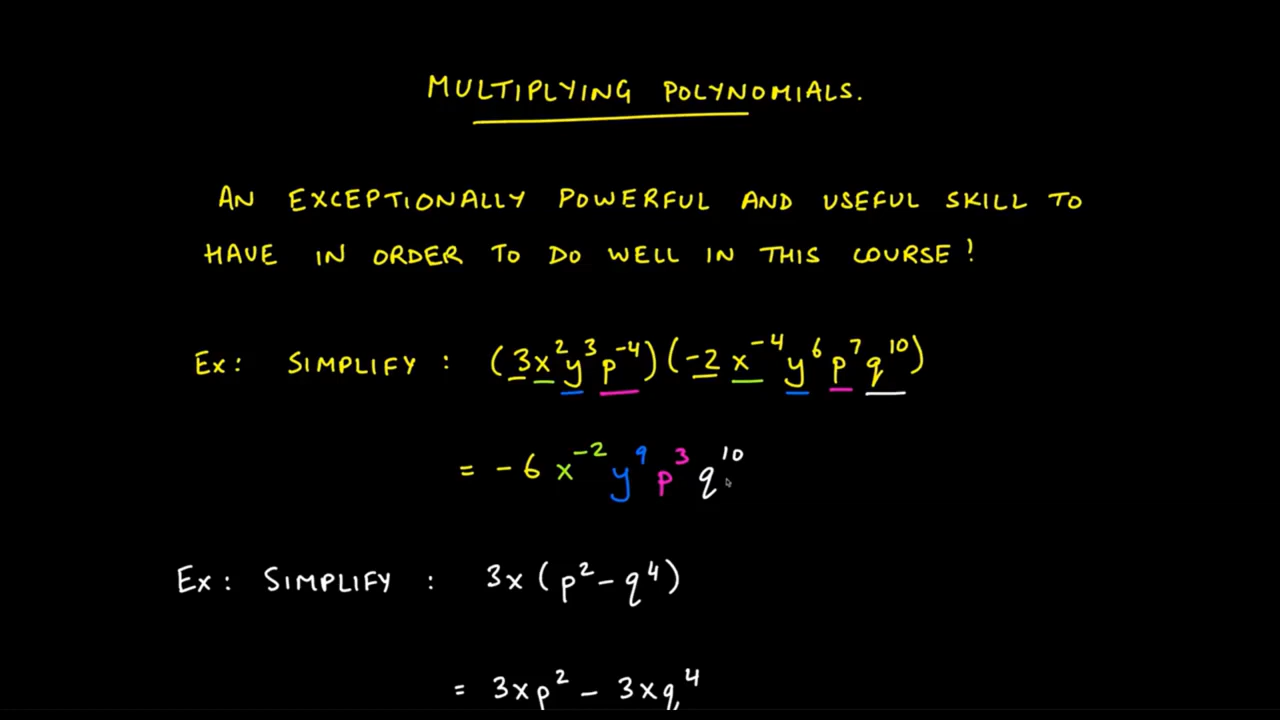 MULTIPLYING POLYNOMIALS.
AN EXCEPTIONALLY POWERFUL AND USEFUL SKILL TO
HAVE IN ORDER TO DO WELL IN THIS COURSE!
Ex: SIMPLIFY : (3x²y³p⁻⁴)(-2x⁻⁴y⁶p⁷q¹⁰)
= -6x⁻²y⁹p³q¹⁰
Ex: SIMPLIFY : 3x(p²-q⁴)
= 3xp² - 3xq⁴